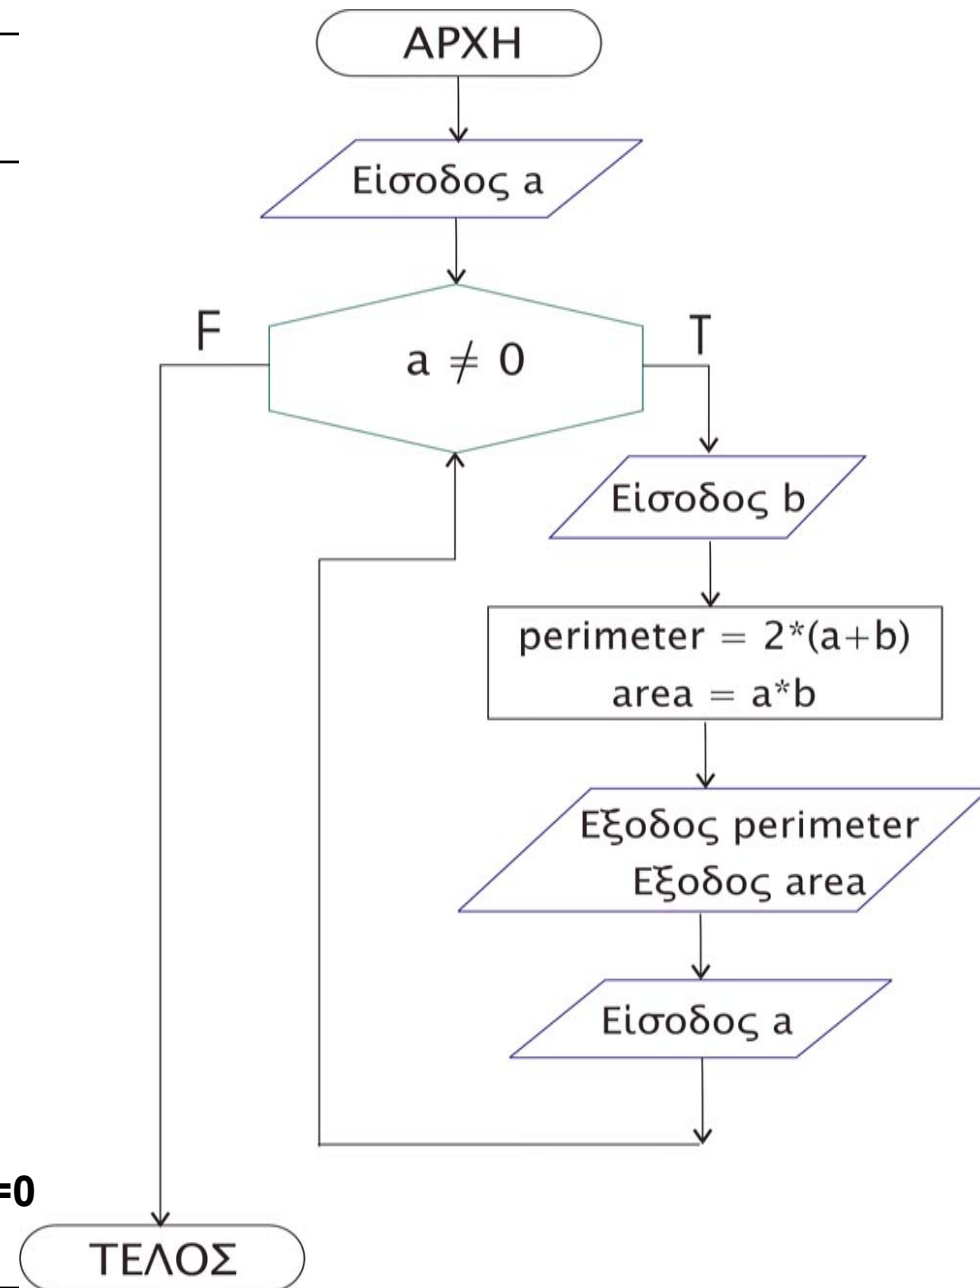 ΑΡΧΗ
Είσοδος a
F
T
a ≠ 0
Είσοδος b
perimeter = 2*(a+b)
area = a*b
Εξοδος perimeter
Εξοδος area
Είσοδος a
=0
ΤΕΛΟΣ